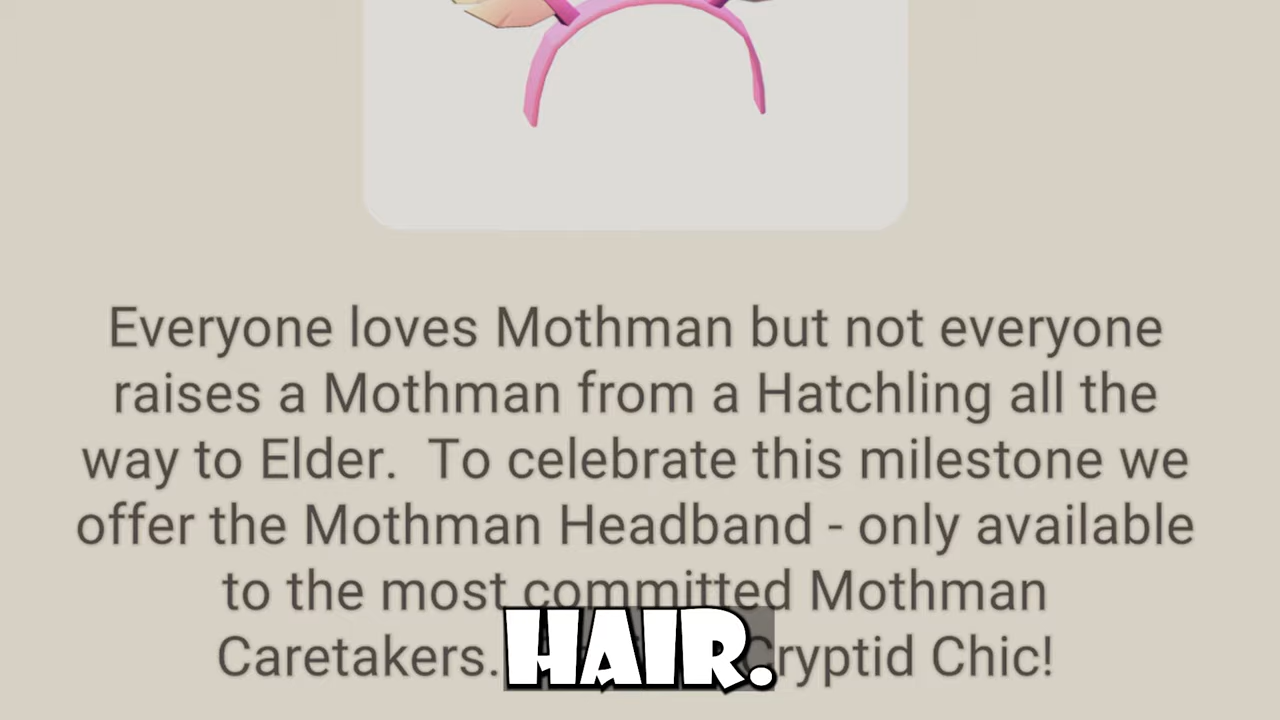 Everyone loves Mothman but not everyone
raises a Mothman from a Hatchling all the
way to Elder.  To celebrate this milestone we
offer the Mothman Headband - only available
to the most committed Mothman
Caretakers. Cryptid Chic!
HAIR.